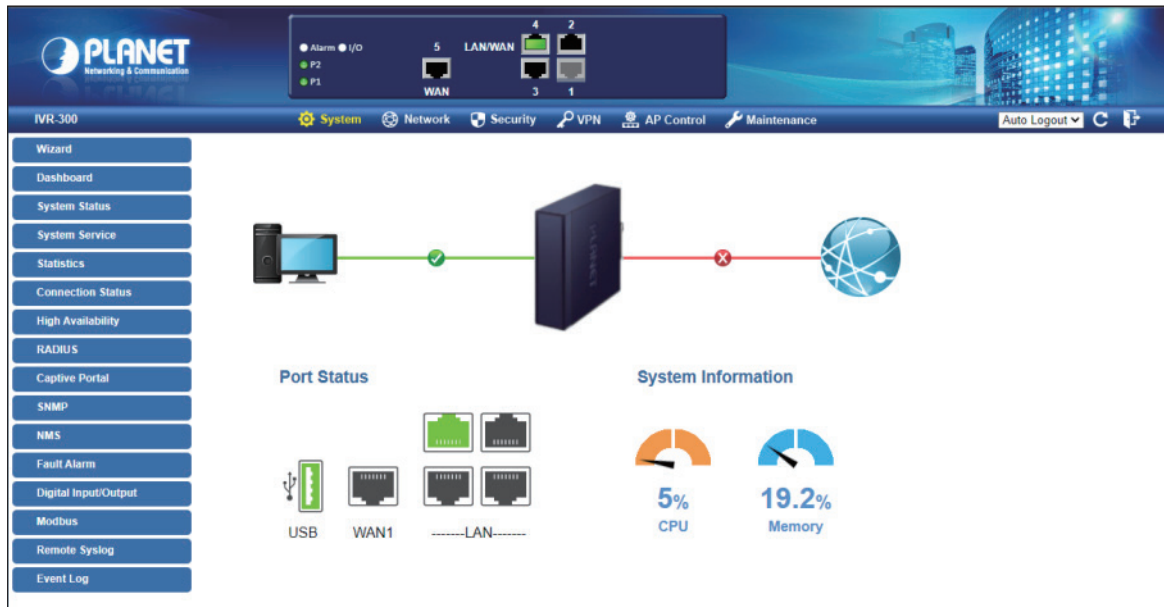 PLANET
Networking & Communication
Alarm I/O
P2
P1
5
WAN
LAN/WAN
4 2
3 1
IVR-300
System Network Security VPN AP Control Maintenance
Auto Logout
Wizard
Dashboard
System Status
System Service
Statistics
Connection Status
High Availability
RADIUS
Captive Portal
SNMP
NMS
Fault Alarm
Digital Input/Output
Modbus
Remote Syslog
Event Log
PLANET
Port Status
USB WAN1 -------LAN-------
System Information
5% 19.2%
CPU Memory